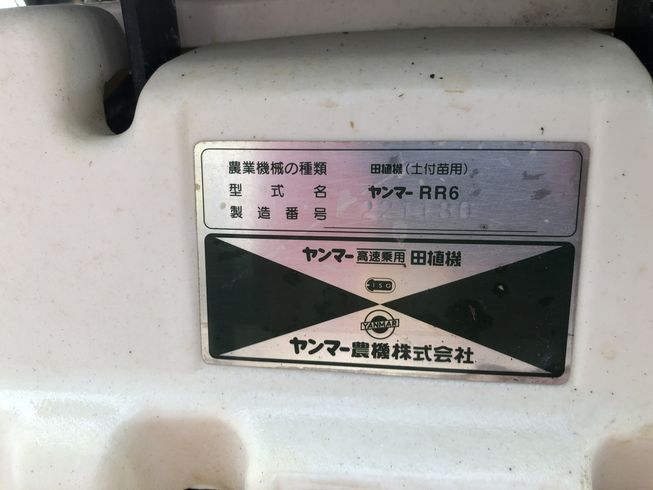 農業機械の種類 田植機(土付苗用)
型式名 ヤンマー RR6
製造番号
ヤンマー 高速乗用 田植機
ISO
YANMAR
ヤンマー農機株式会社